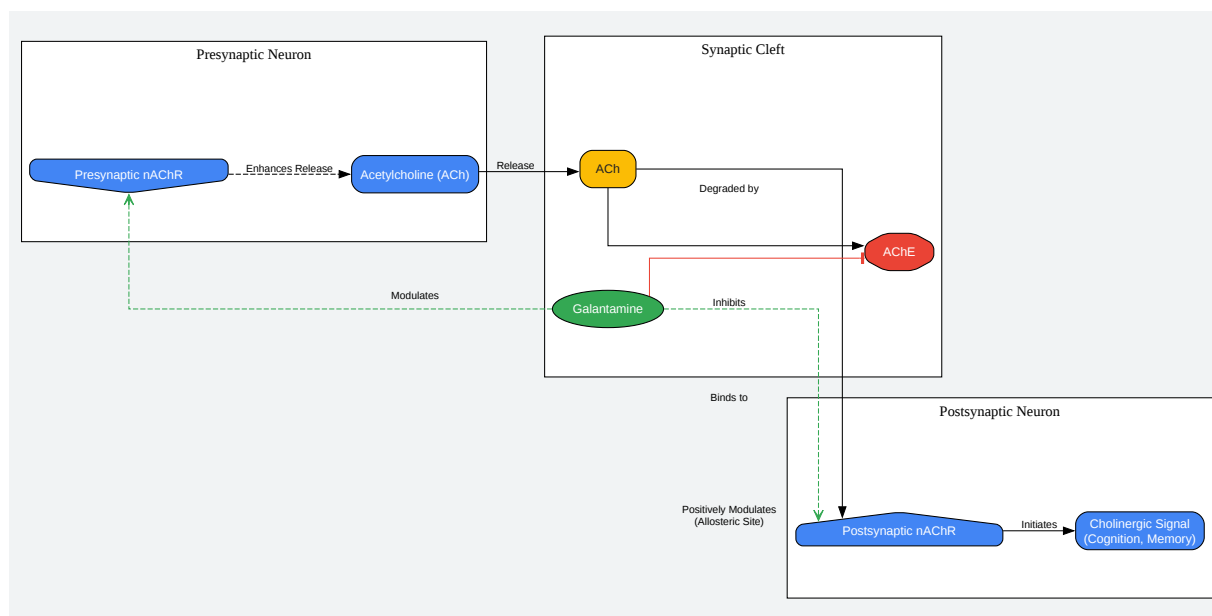 Presynaptic Neuron
Synaptic Cleft
Presynaptic nAChR
Enhances Release
Acetylcholine (ACh)
Release
ACh
Degraded by
AChE
Modulates
Galantamine
Inhibits
Binds to
Postsynaptic Neuron
Positively Modulates
(Allosteric Site)
Postsynaptic nAChR
Initiates
Cholinergic Signal
(Cognition, Memory)